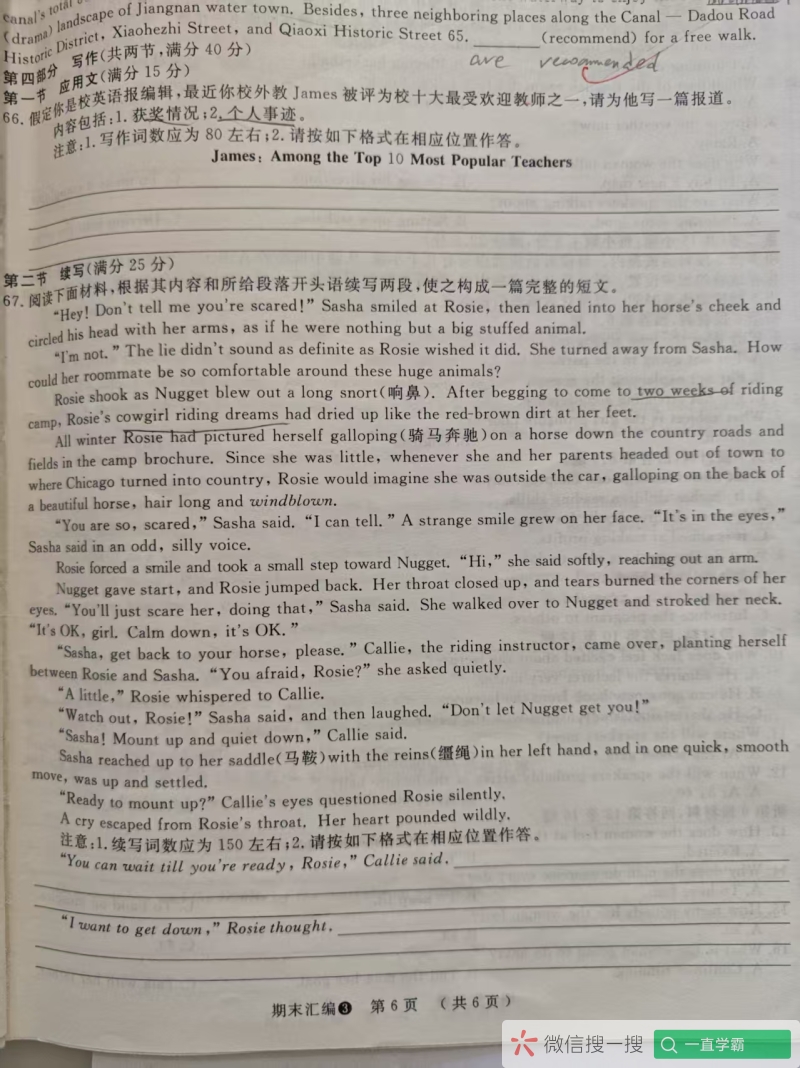 canal's total
(drama) landscape of Jiangnan water town. Besides, three neighboring places along the Canal — Dadou Road
Historic District, Xiaohezhi Street, and Qiaoxi Historic Street 65. ________ (recommend) for a free walk.
are recommended
第四部分 写作(共两节,满分 40 分)
第一节 应用文(满分 15 分)
66. 假定你是校英语报编辑,最近你校外教 James 被评为校十大最受欢迎教师之一,请为他写一篇报道。
内容包括:1. 获奖情况;2. 个人事迹。
注意:1. 写作词数应为 80 左右;2. 请按如下格式在相应位置作答。
James: Among the Top 10 Most Popular Teachers
第二节 续写(满分 25 分)
67. 阅读下面材料,根据其内容和所给段落开头语续写两段,使之构成一篇完整的短文。
"Hey! Don't tell me you're scared!" Sasha smiled at Rosie, then leaned into her horse's cheek and
circled his head with her arms, as if he were nothing but a big stuffed animal.
"I'm not." The lie didn't sound as definite as Rosie wished it did. She turned away from Sasha. How
could her roommate be so comfortable around these huge animals?
Rosie shook as Nugget blew out a long snort(响鼻). After begging to come to two weeks of riding
camp, Rosie's cowgirl riding dreams had dried up like the red-brown dirt at her feet.
All winter Rosie had pictured herself galloping(骑马奔驰)on a horse down the country roads and
fields in the camp brochure. Since she was little, whenever she and her parents headed out of town to
where Chicago turned into country, Rosie would imagine she was outside the car, galloping on the back of
a beautiful horse, hair long and windblown.
"You are so, scared," Sasha said. "I can tell." A strange smile grew on her face. "It's in the eyes,"
Sasha said in an odd, silly voice.
Rosie forced a smile and took a small step toward Nugget. "Hi," she said softly, reaching out an arm.
Nugget gave start, and Rosie jumped back. Her throat closed up, and tears burned the corners of her
eyes. "You'll just scare her, doing that," Sasha said. She walked over to Nugget and stroked her neck.
"It's OK, girl. Calm down, it's OK."
"Sasha, get back to your horse, please." Callie, the riding instructor, came over, planting herself
between Rosie and Sasha. "You afraid, Rosie?" she asked quietly.
"A little," Rosie whispered to Callie.
"Watch out, Rosie!" Sasha said, and then laughed. "Don't let Nugget get you!"
"Sasha! Mount up and quiet down," Callie said.
Sasha reached up to her saddle(马鞍)with the reins(缰绳)in her left hand, and in one quick, smooth
move, was up and settled.
"Ready to mount up?" Callie's eyes questioned Rosie silently.
A cry escaped from Rosie's throat. Her heart pounded wildly.
注意:1. 续写词数应为 150 左右;2. 请按如下格式在相应位置作答。
"You can wait till you're ready, Rosie," Callie said.
"I want to get down," Rosie thought.
期末汇编❸ 第 6 页 (共 6 页)
微信搜一搜 一直学霸